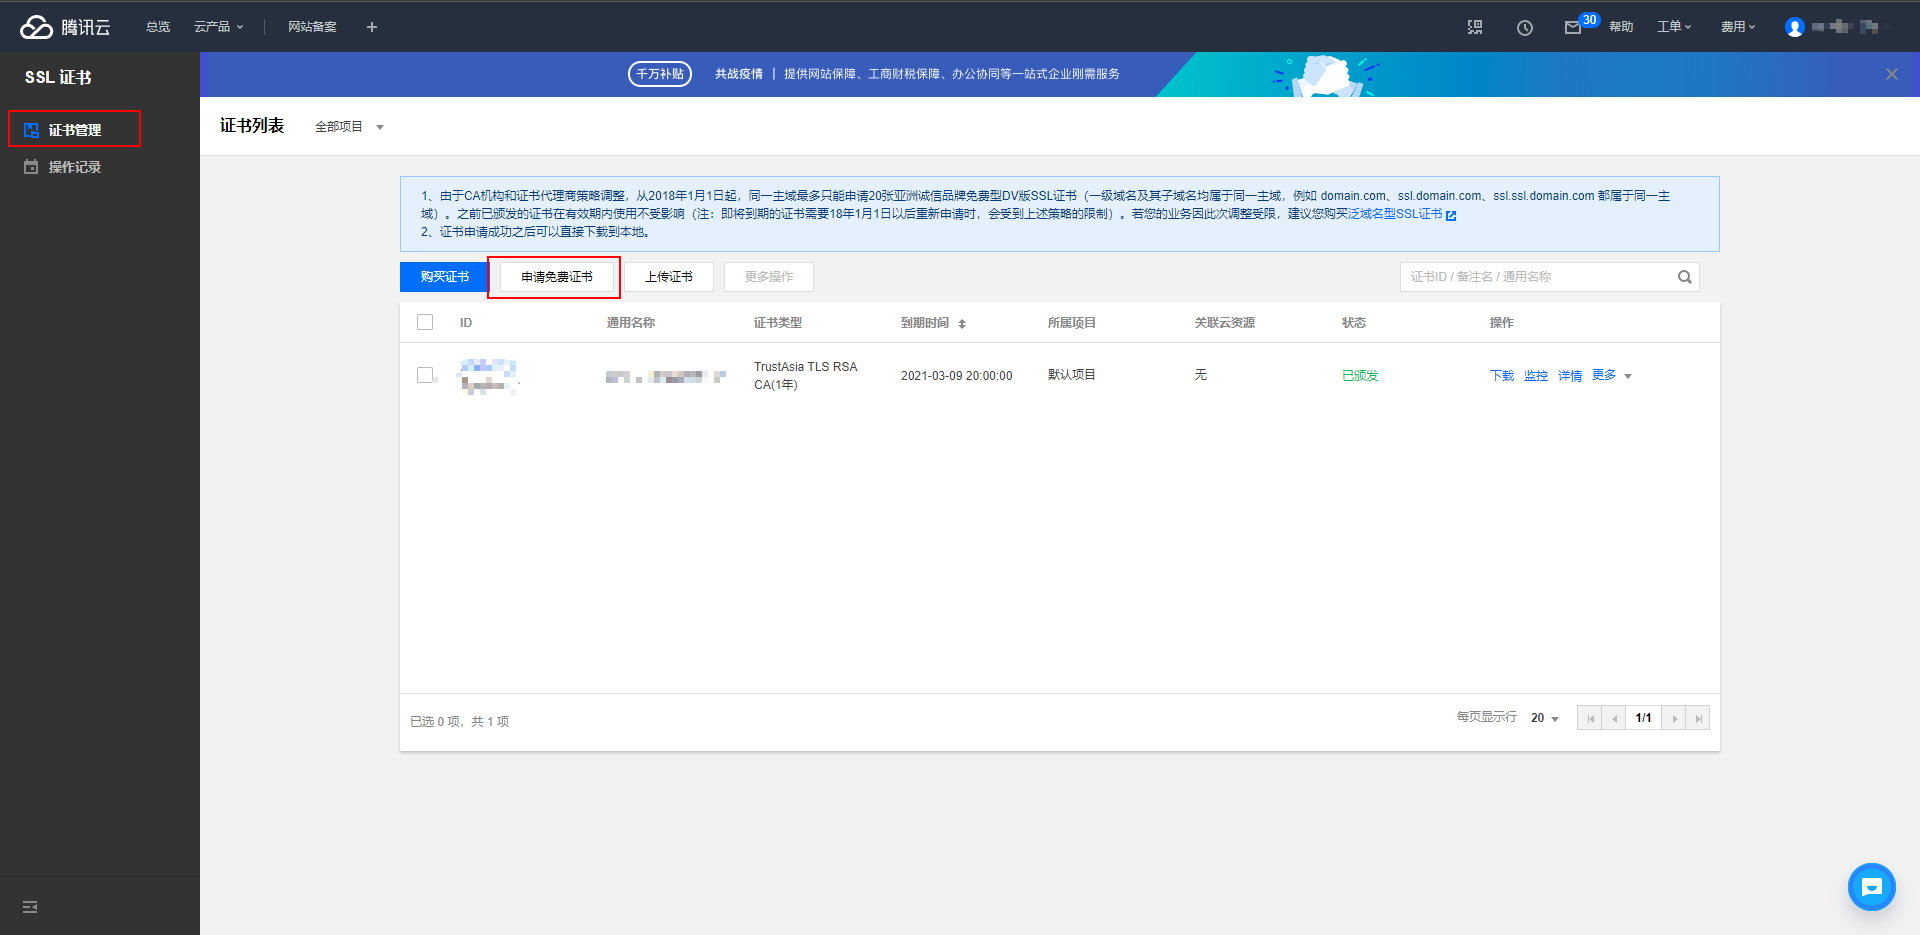 腾讯云
总览
云产品
网站备案
30
帮助
工单
费用
SSL 证书
证书管理
操作记录
千万补贴
共战疫情 | 提供网站保障、工商财税保障、办公协同等一站式企业刚需服务
证书列表
全部项目
1、由于CA机构和证书代理商策略调整，从2018年1月1日起，同一主域最多只能申请20张亚洲诚信品牌免费型DV版SSL证书（一级域名及其子域名均属于同一主域，例如 domain.com、ssl.domain.com、ssl.ssl.domain.com 都属于同一主
域）。之前已颁发的证书在有效期内使用不受影响（注：即将到期的证书需要18年1月1日以后重新申请时，会受到上述策略的限制）。若您的业务因此次调整受限，建议您购买泛域名型SSL证书
2、证书申请成功之后可以直接下载到本地。
购买证书
申请免费证书
上传证书
更多操作
证书ID / 备注名 / 通用名称
ID
通用名称
证书类型
到期时间
所属项目
关联云资源
状态
操作
TrustAsia TLS RSA
CA(1年)
2021-03-09 20:00:00
默认项目
无
已颁发
下载 监控 详情 更多
已选 0 项，共 1 项
每页显示行
20
1/1